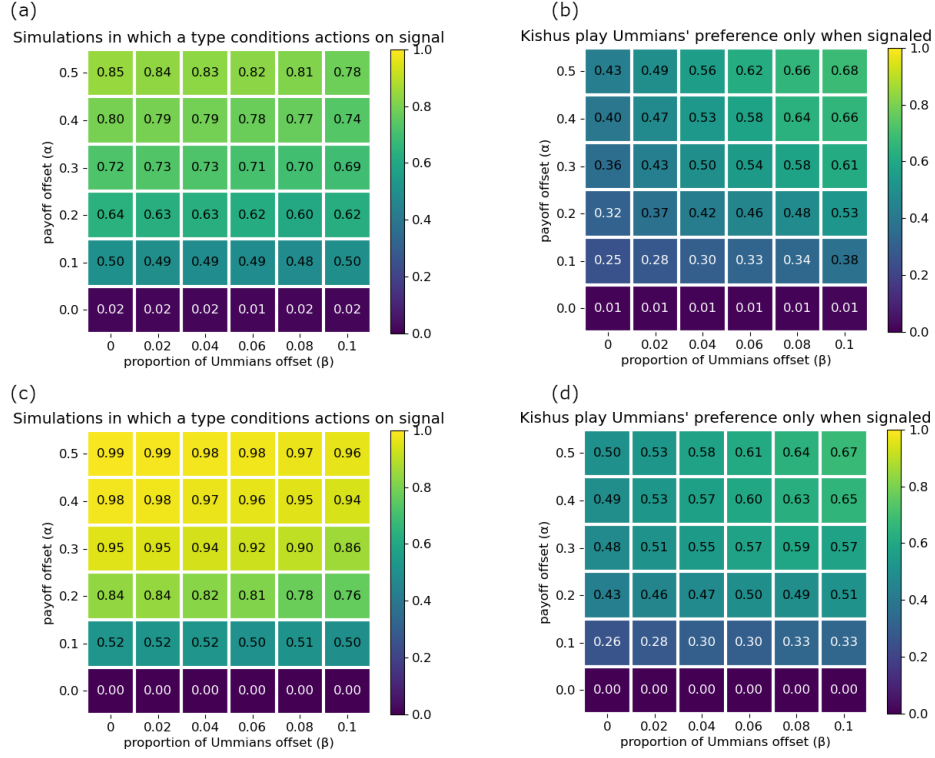 (a)
Simulations in which a type conditions actions on signal
payoff offset (α)
0.5 0.85 0.84 0.83 0.82 0.81 0.78
0.4 0.80 0.79 0.79 0.78 0.77 0.74
0.3 0.72 0.73 0.73 0.71 0.70 0.69
0.2 0.64 0.63 0.63 0.62 0.60 0.62
0.1 0.50 0.49 0.49 0.49 0.48 0.50
0.0 0.02 0.02 0.02 0.01 0.02 0.02
0 0.02 0.04 0.06 0.08 0.1
proportion of Ummians offset (β)
1.0
0.8
0.6
0.4
0.2
0.0
(b)
Kishus play Ummians' preference only when signaled
payoff offset (α)
0.5 0.43 0.49 0.56 0.62 0.66 0.68
0.4 0.40 0.47 0.53 0.58 0.64 0.66
0.3 0.36 0.43 0.50 0.54 0.58 0.61
0.2 0.32 0.37 0.42 0.46 0.48 0.53
0.1 0.25 0.28 0.30 0.33 0.34 0.38
0.0 0.01 0.01 0.01 0.01 0.01 0.01
0 0.02 0.04 0.06 0.08 0.1
proportion of Ummians offset (β)
1.0
0.8
0.6
0.4
0.2
0.0
(c)
Simulations in which a type conditions actions on signal
payoff offset (α)
0.5 0.99 0.99 0.98 0.98 0.97 0.96
0.4 0.98 0.98 0.97 0.96 0.95 0.94
0.3 0.95 0.95 0.94 0.92 0.90 0.86
0.2 0.84 0.84 0.82 0.81 0.78 0.76
0.1 0.52 0.52 0.52 0.50 0.51 0.50
0.0 0.00 0.00 0.00 0.00 0.00 0.00
0 0.02 0.04 0.06 0.08 0.1
proportion of Ummians offset (β)
1.0
0.8
0.6
0.4
0.2
0.0
(d)
Kishus play Ummians' preference only when signaled
payoff offset (α)
0.5 0.50 0.53 0.58 0.61 0.64 0.67
0.4 0.49 0.53 0.57 0.60 0.63 0.65
0.3 0.48 0.51 0.55 0.57 0.59 0.57
0.2 0.43 0.46 0.47 0.50 0.49 0.51
0.1 0.26 0.28 0.30 0.30 0.33 0.33
0.0 0.00 0.00 0.00 0.00 0.00 0.00
0 0.02 0.04 0.06 0.08 0.1
proportion of Ummians offset (β)
1.0
0.8
0.6
0.4
0.2
0.0